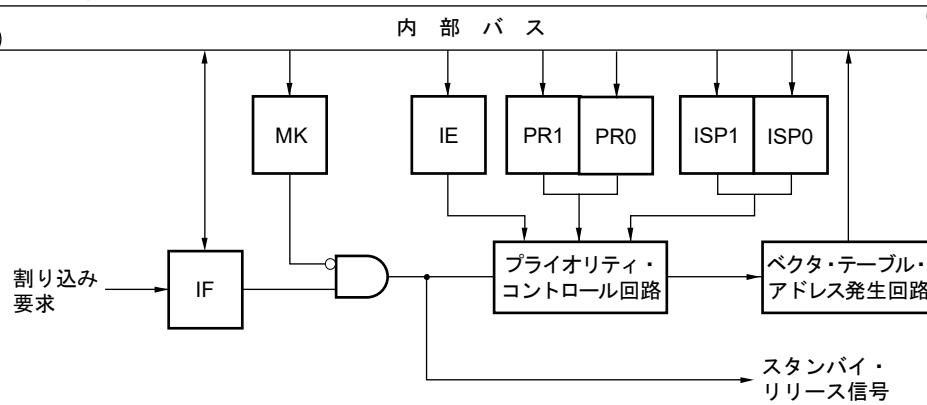 内 部 バ ス
MK
IE
PR1
PR0
ISP1
ISP0
割り込み
要求
IF
プライオリティ・
コントロール回路
ベクタ・テーブル・
アドレス発生回路
スタンバイ・
リリース信号